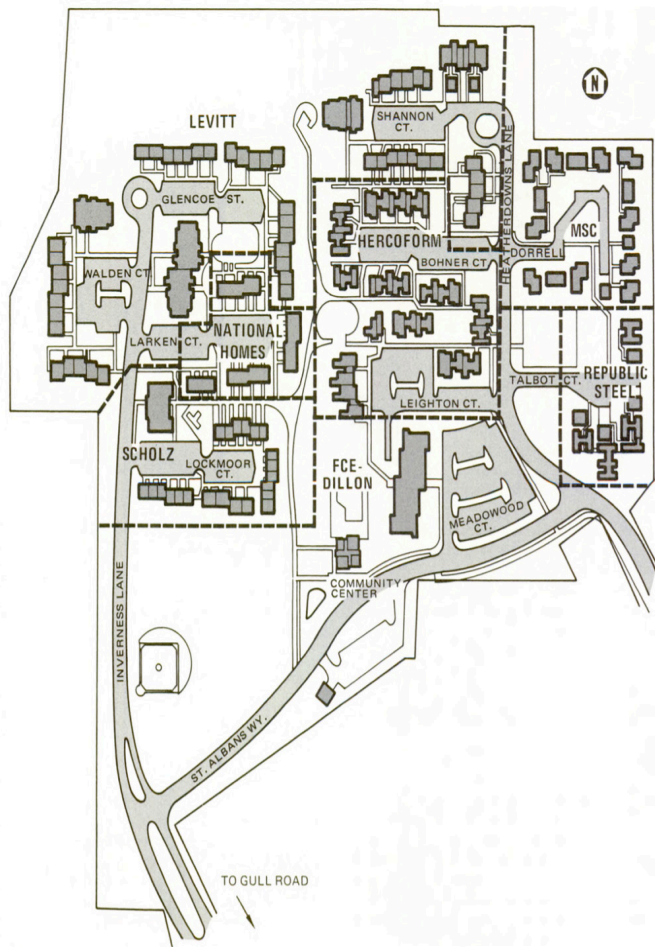 N
SHANNON
CT.
LEVITT
GLENCOE ST.
HEATHERDOWNS LANE
MSC
HERCOFORM
DORRELL
BOHNER CT.
WALDEN CT.
LARKEN CT.
NATIONAL
HOMES
REPUBLIC
STEEL
TALBOT CT.
LEIGHTON CT.
SCHOLZ
LOCKMOOR
CT.
FCE-
DILLON
MEADOWOOD
CT.
COMMUNITY
CENTER
INVERNESS LANE
ST. ALBANS WY.
TO GULL ROAD